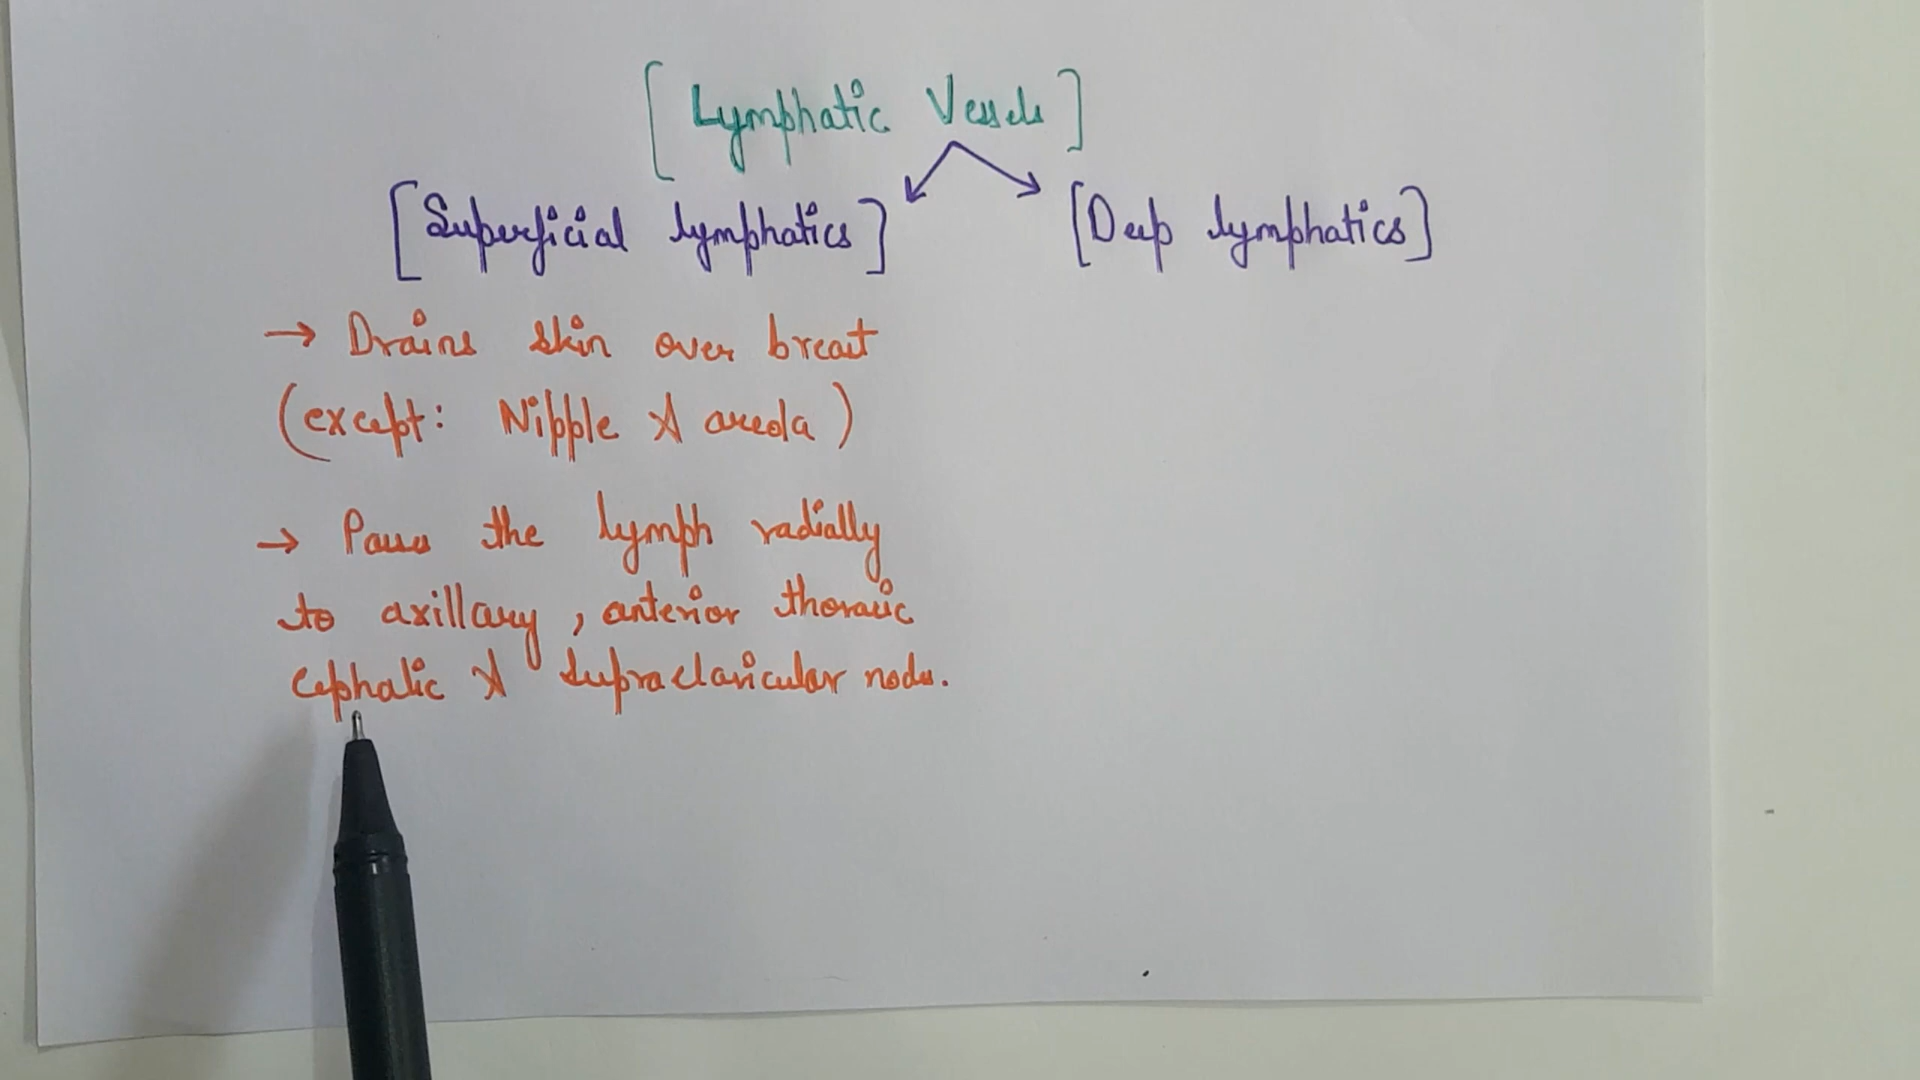 [Lymphatic Vessels]
[Superficial lymphatics] [Deep lymphatics]
→ Drains skin over breast
(except: Nipple & areola)
→ Passes the lymph radially
to axillary, anterior thoracic
Cephalic & Supraclavicular nodes.